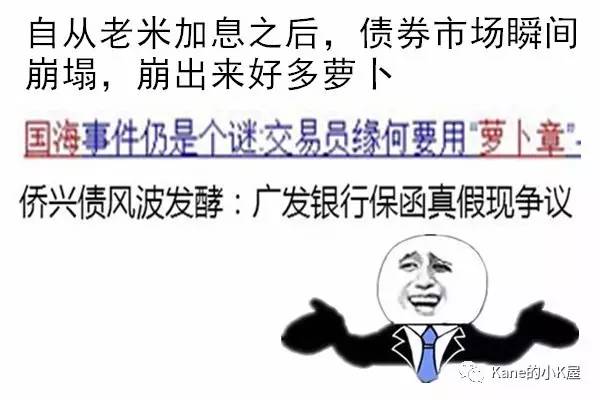 自从老米加息之后，债券市场瞬间
崩塌，崩出来好多萝卜
国海事件仍是个谜:交易员缘何要用“萝卜章”-
侨兴债风波发酵：广发银行保函真假现争议
Kane的小K屋